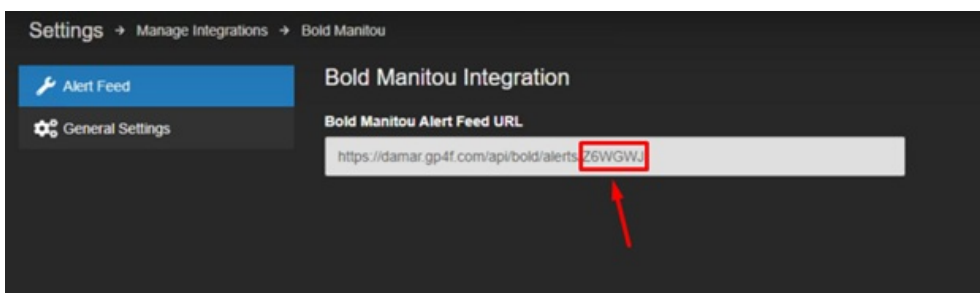 Settings → Manage Integrations → Bold Manitou
Alert Feed
Bold Manitou Integration
General Settings
Bold Manitou Alert Feed URL
https://damar.gp4f.com/api/bold/alerts/Z6WGWJ